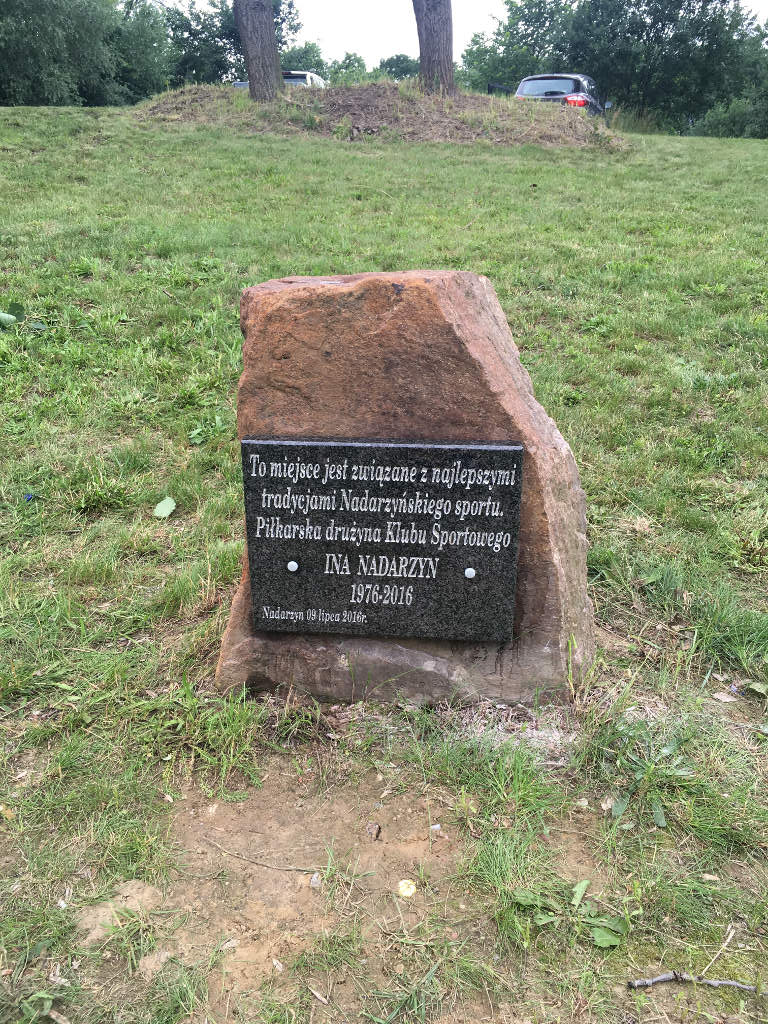 To miejsce jest związane z najlepszymi
tradycjami Nadarzyńskiego sportu.
Piłkarska drużyna Klubu Sportowego
INA NADARZYN
1976-2016
Nadarzyn 09 lipca 2016r.